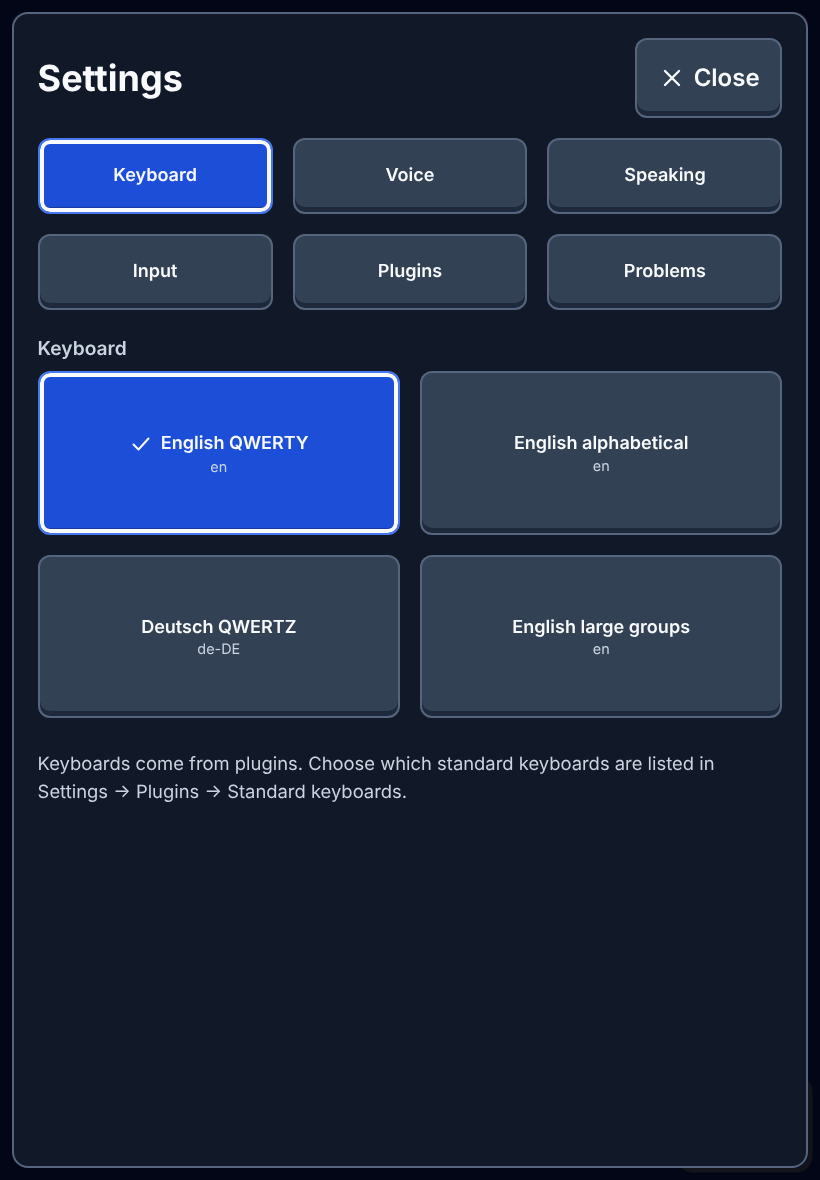 Settings
Close
Keyboard
Voice
Speaking
Input
Plugins
Problems
Keyboard
English QWERTY
en
English alphabetical
en
Deutsch QWERTZ
de-DE
English large groups
en
Keyboards come from plugins. Choose which standard keyboards are listed in
Settings → Plugins → Standard keyboards.